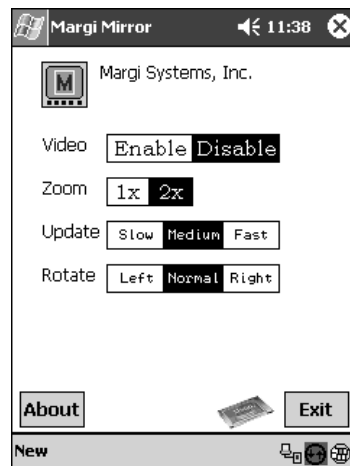 Margi Mirror 11:38
M
Margi Systems, Inc.
Video Enable Disable
Zoom 1x 2x
Update Slow Medium Fast
Rotate Left Normal Right
About Exit
New